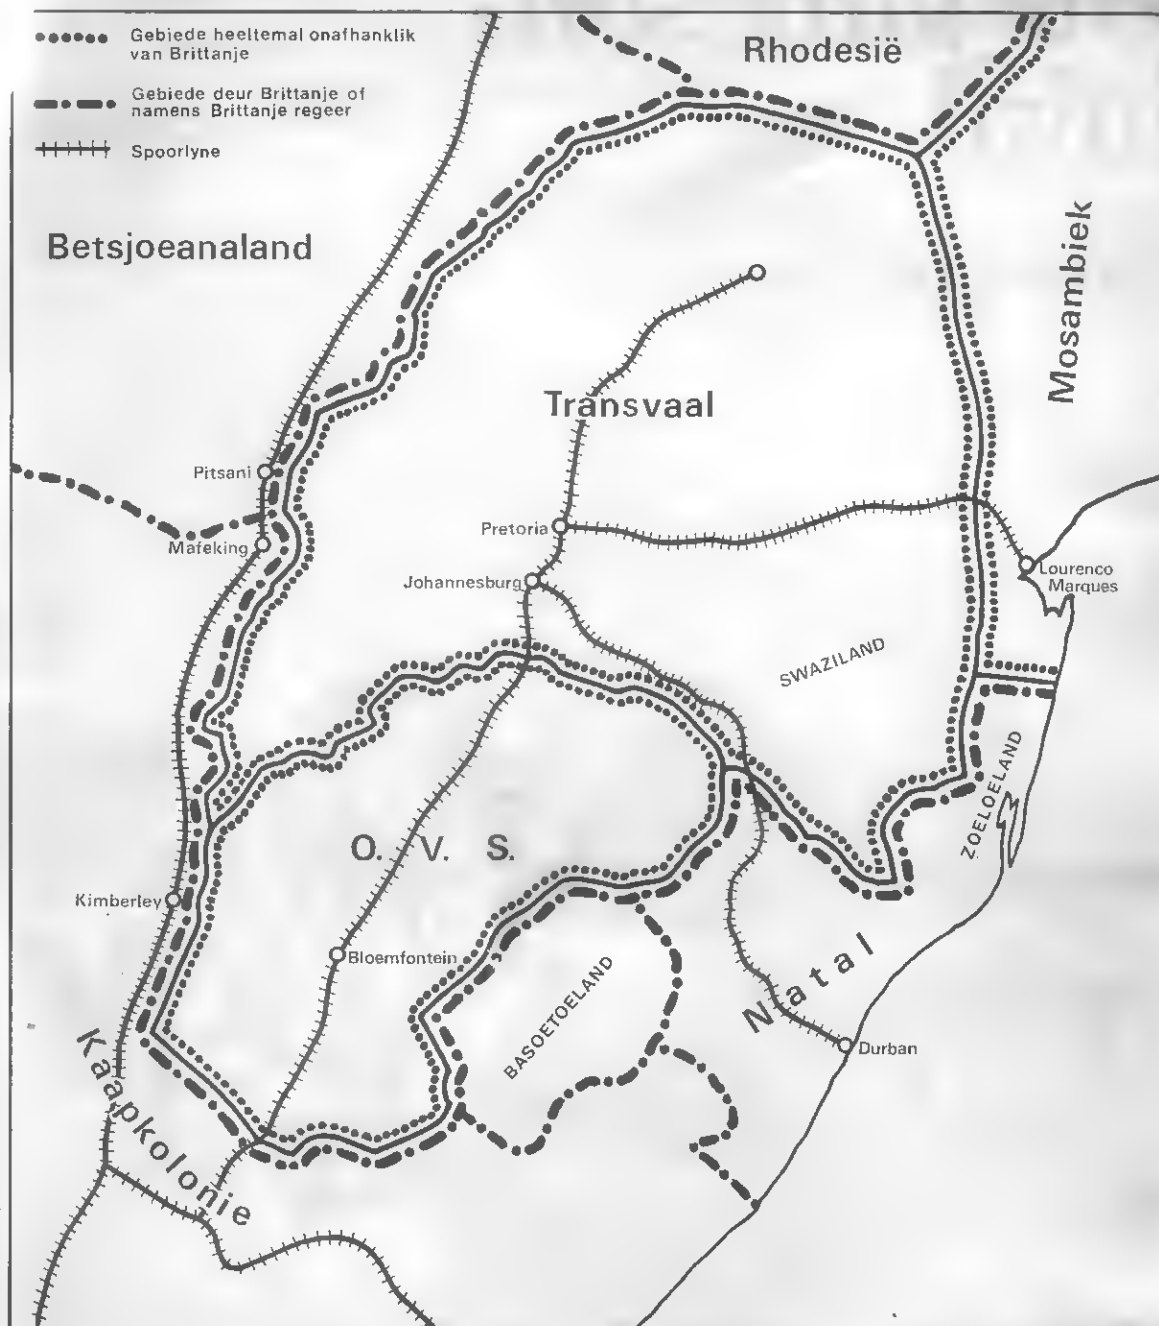 Gebiede heeltemal onafhanklik
van Brittanje
Gebiede deur Brittanje of
namens Brittanje regeer
Spoorlyne
Rhodesië
Betsjoeanaland
Mosambiek
Transvaal
Pitsani
Pretoria
Mafeking
Johannesburg
Lourenco
Marques
SWAZILAND
ZOELOELAND
O. V. S.
Kimberley
Bloemfontein
BASOETOELAND
Natal
Durban
Kaapkolonie